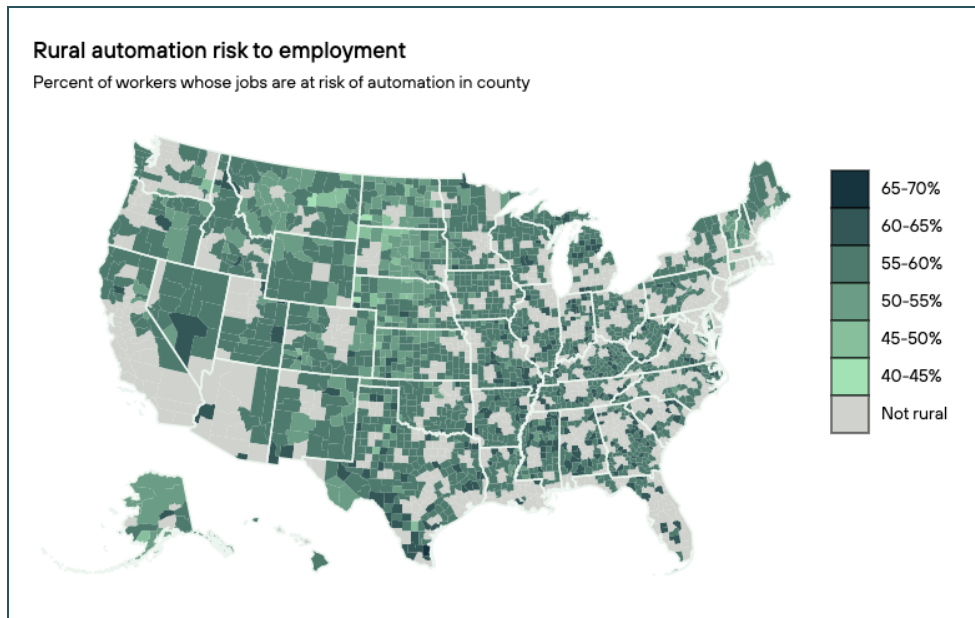 Rural automation risk to employment
Percent of workers whose jobs are at risk of automation in county
65-70%
60-65%
55-60%
50-55%
45-50%
40-45%
Not rural